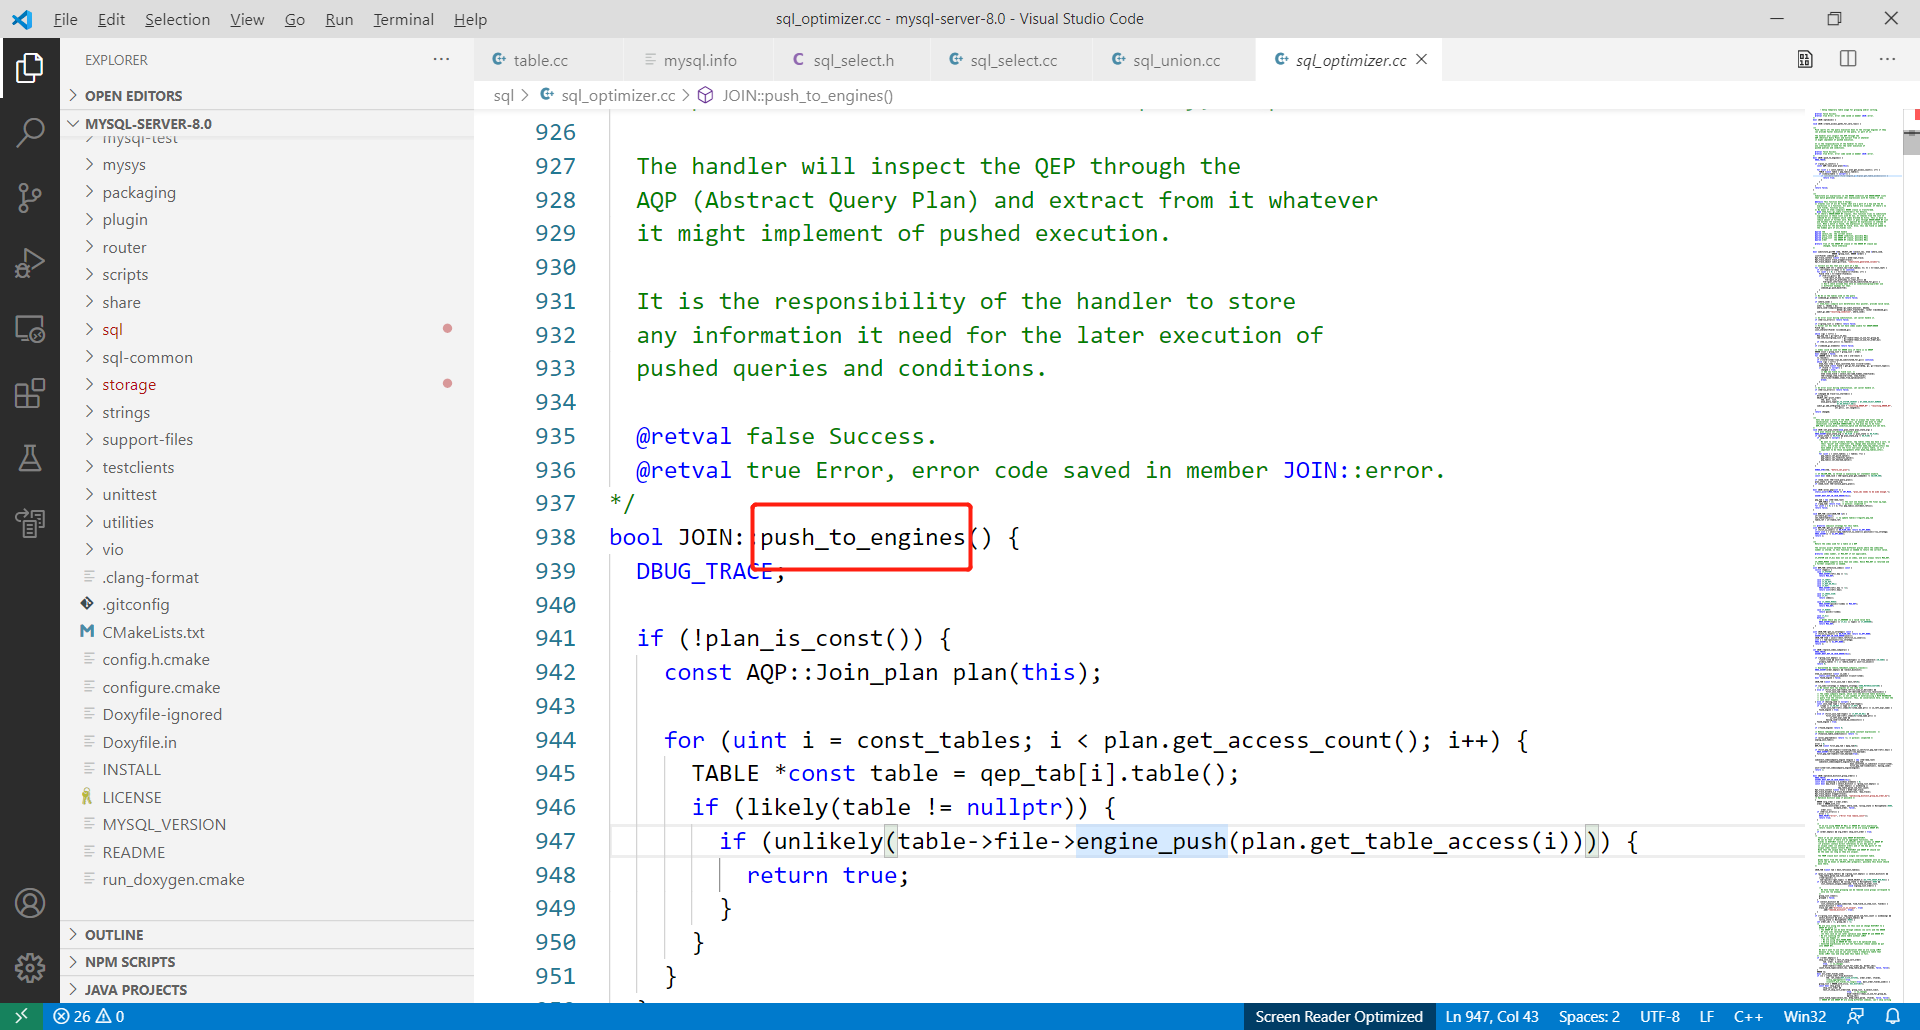 File Edit Selection View Go Run Terminal Help
sql_optimizer.cc - mysql-server-8.0 - Visual Studio Code
EXPLORER
OPEN EDITORS
MYSQL-SERVER-8.0
mysql-test
mysys
packaging
plugin
router
scripts
share
sql
sql-common
storage
strings
support-files
testclients
unittest
utilities
vio
.clang-format
.gitconfig
CMakeLists.txt
config.h.cmake
configure.cmake
Doxyfile-ignored
Doxyfile.in
INSTALL
LICENSE
MYSQL_VERSION
README
run_doxygen.cmake
OUTLINE
NPM SCRIPTS
JAVA PROJECTS
table.cc mysql.info sql_select.h sql_select.cc sql_union.cc sql_optimizer.cc
sql > sql_optimizer.cc > JOIN::push_to_engines()
926
927 The handler will inspect the QEP through the
928 AQP (Abstract Query Plan) and extract from it whatever
929 it might implement of pushed execution.
930
931 It is the responsibility of the handler to store
932 any information it need for the later execution of
933 pushed queries and conditions.
934
935 @retval false Success.
936 @retval true Error, error code saved in member JOIN::error.
937 */
938 bool JOIN::push_to_engines() {
939 DBUG_TRACE;
940
941 if (!plan_is_const()) {
942 const AQP::Join_plan plan(this);
943
944 for (uint i = const_tables; i < plan.get_access_count(); i++) {
945 TABLE *const table = qep_tab[i].table();
946 if (likely(table != nullptr)) {
947 if (unlikely(table->file->engine_push(plan.get_table_access(i)))) {
948 return true;
949 }
950 }
951 }
26 0
Screen Reader Optimized Ln 947, Col 43 Spaces: 2 UTF-8 LF C++ Win32